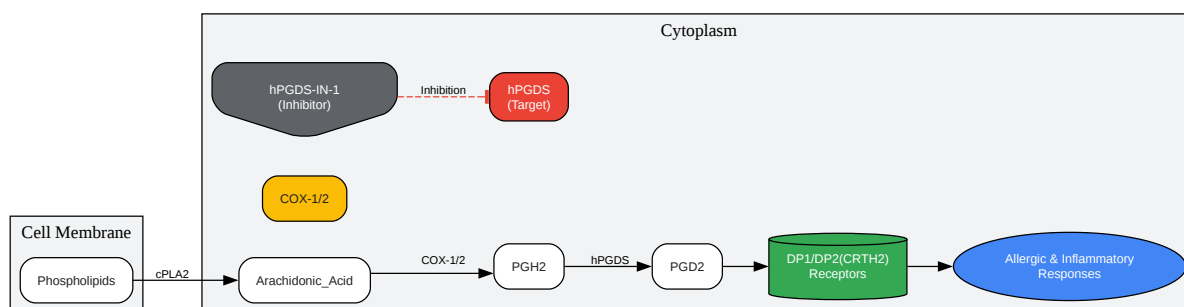 Cytoplasm
hPGDS-IN-1
(Inhibitor)
Inhibition
hPGDS
(Target)
COX-1/2
Cell Membrane
Phospholipids
cPLA2
Arachidonic_Acid
COX-1/2
PGH2
hPGDS
PGD2
DP1/DP2(CRTH2)
Receptors
Allergic & Inflammatory
Responses